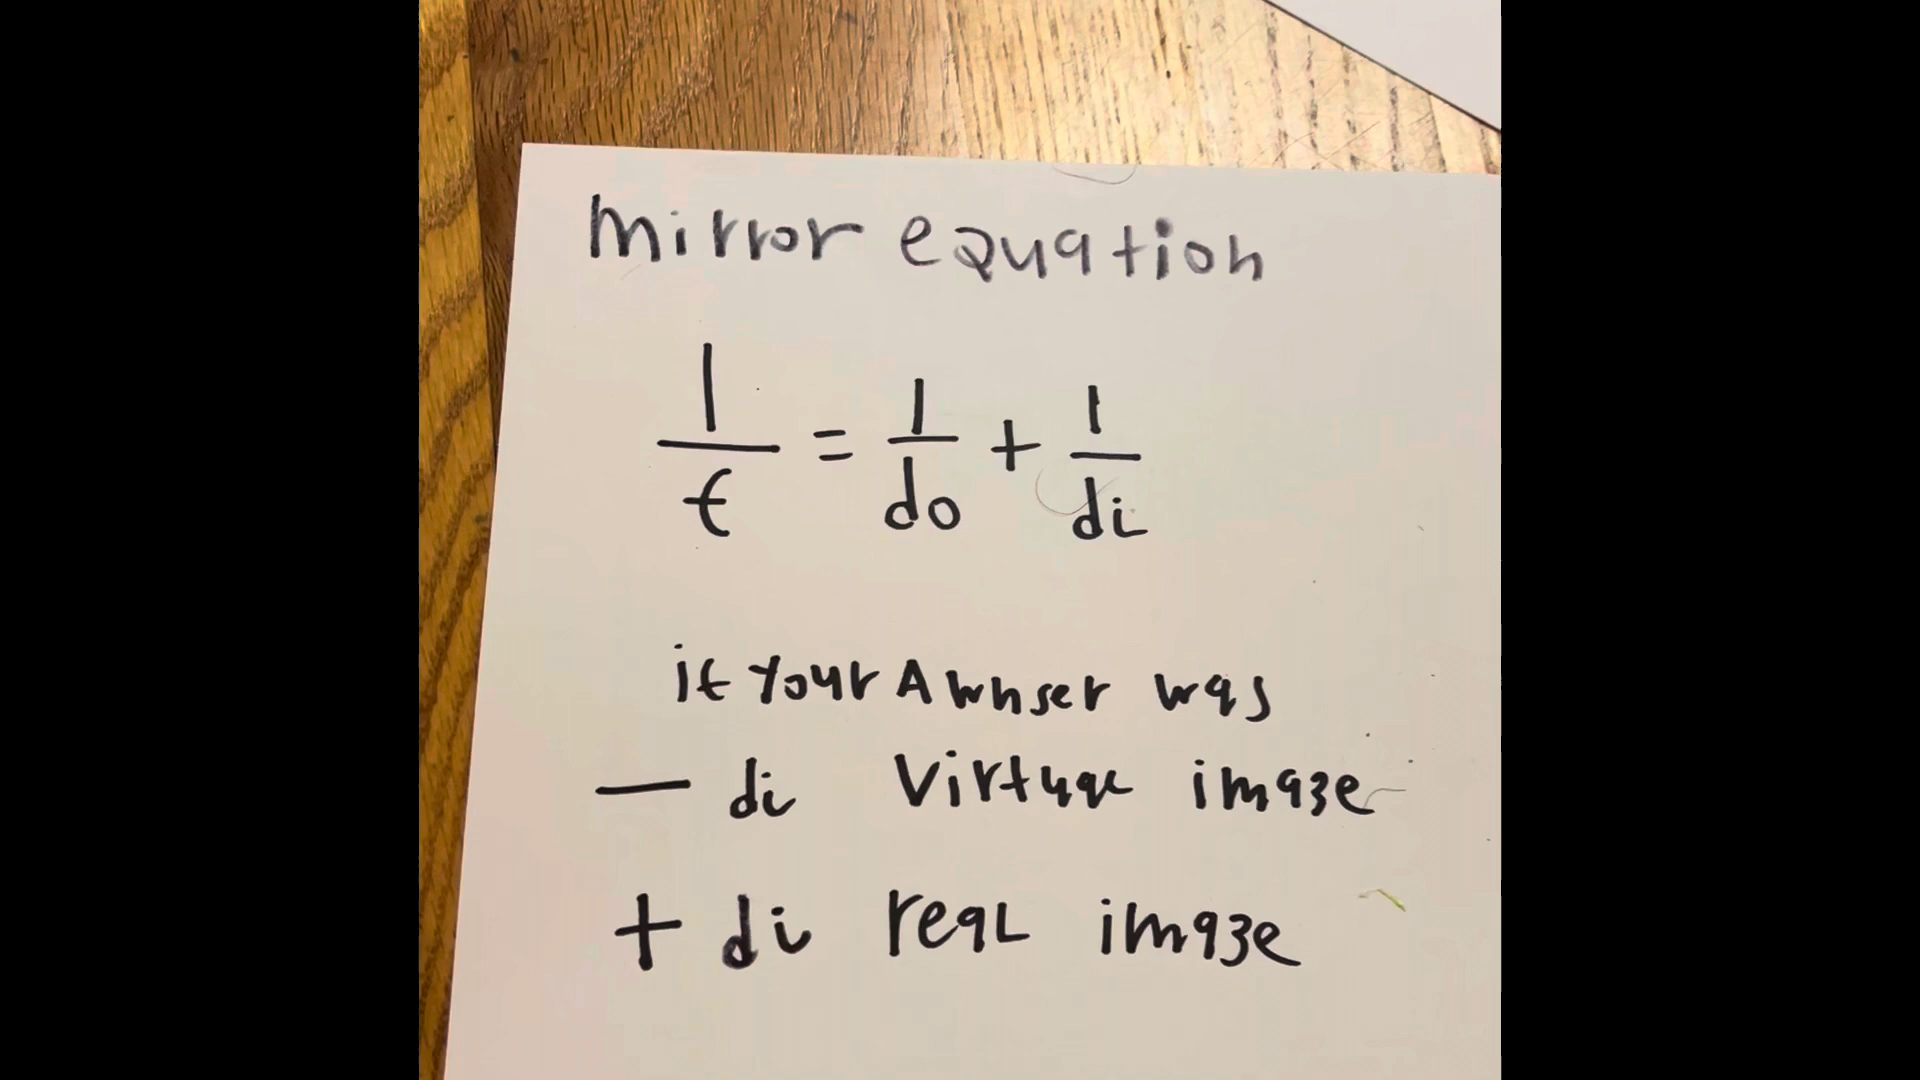 mirror equation
1/f = 1/do + 1/di
if your Awnser was
— di Virtual image
+ di real image